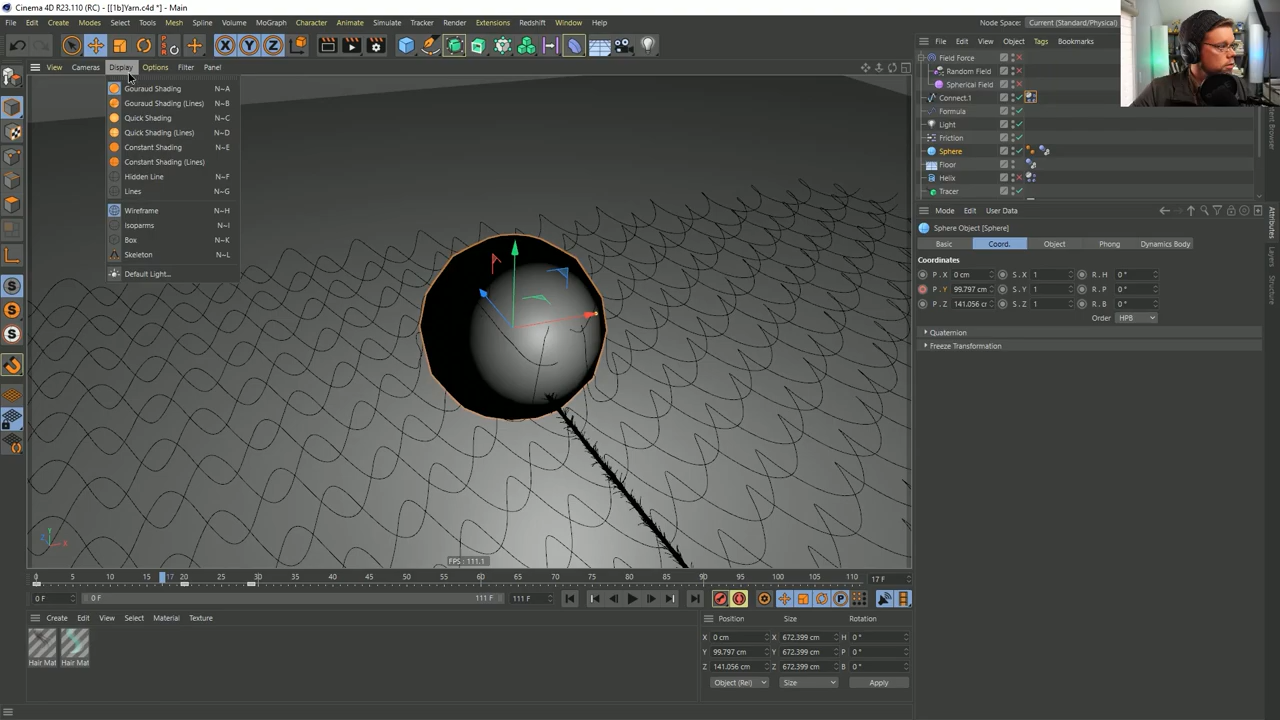 CINEMA 4D R23.110 (RC) - [[1b]Yarn.c4d *] - Main
File Edit Create Modes Select Tools Mesh Spline Volume MoGraph Character Animate Simulate Tracker Render Extensions Redshift Window Help
Node Space: Current (Standard/Physical)
File Edit View Object Tags Bookmarks
View Cameras Display Options Filter Panel
Gouraud Shading N~A
Gouraud Shading (Lines) N~B
Quick Shading N~C
Quick Shading (Lines) N~D
Constant Shading N~E
Constant Shading (Lines)
Hidden Line N~F
Lines N~G
Wireframe N~H
Isoparms N~I
Box N~K
Skeleton N~L
Default Light...
Field Force
Random Field
Spherical Field
Connect.1
Formula
Light
Friction
Sphere
Floor
Helix
Tracer
Mode Edit User Data
Sphere Object [Sphere]
Basic Coord. Object Phong Dynamics Body
Coordinates
P . X 0 cm S . X 1 R . H 0 °
P . Y 99.797 cm S . Y 1 R . P 0 °
P . Z 141.056 cr S . Z 1 R . B 0 °
Order HPB
Quaternion
Freeze Transformation
Attributes
Layers
Structure
Y
Z
X
FPS : 111.1
0 5 10 15 17 20 25 30 35 40 45 50 55 60 65 70 75 80 85 90 95 100 105 110 17 F
0 F 0 F 111 F 111 F
Create Edit View Select Material Texture
Hair Mat Hair Mat
Position Size Rotation
X 0 cm X 672.399 cm H 0 °
Y 99.797 cm Y 672.399 cm P 0 °
Z 141.056 cm Z 672.399 cm B 0 °
Object (Rel) Size Apply